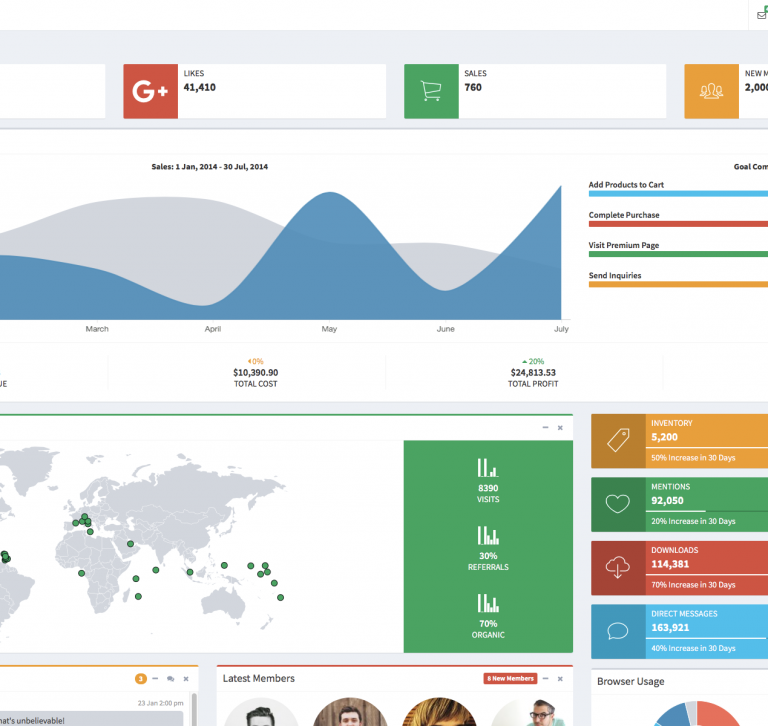 LIKES
41,410
SALES
760
NEW M
2,000
G+
Sales: 1 Jan, 2014 - 30 Jul, 2014
Goal Com
Add Products to Cart
Complete Purchase
Visit Premium Page
Send Inquiries
March April May June July
0%
$10,390.90
TOTAL COST
20%
$24,813.53
TOTAL PROFIT
UE
8390
VISITS
30%
REFERRALS
70%
ORGANIC
INVENTORY
5,200
50% Increase in 30 Days
MENTIONS
92,050
20% Increase in 30 Days
DOWNLOADS
114,381
70% Increase in 30 Days
DIRECT MESSAGES
163,921
40% Increase in 30 Days
3
23 Jan 2:00 pm
hat's unbelievable!
Latest Members
8 New Members
Browser Usage